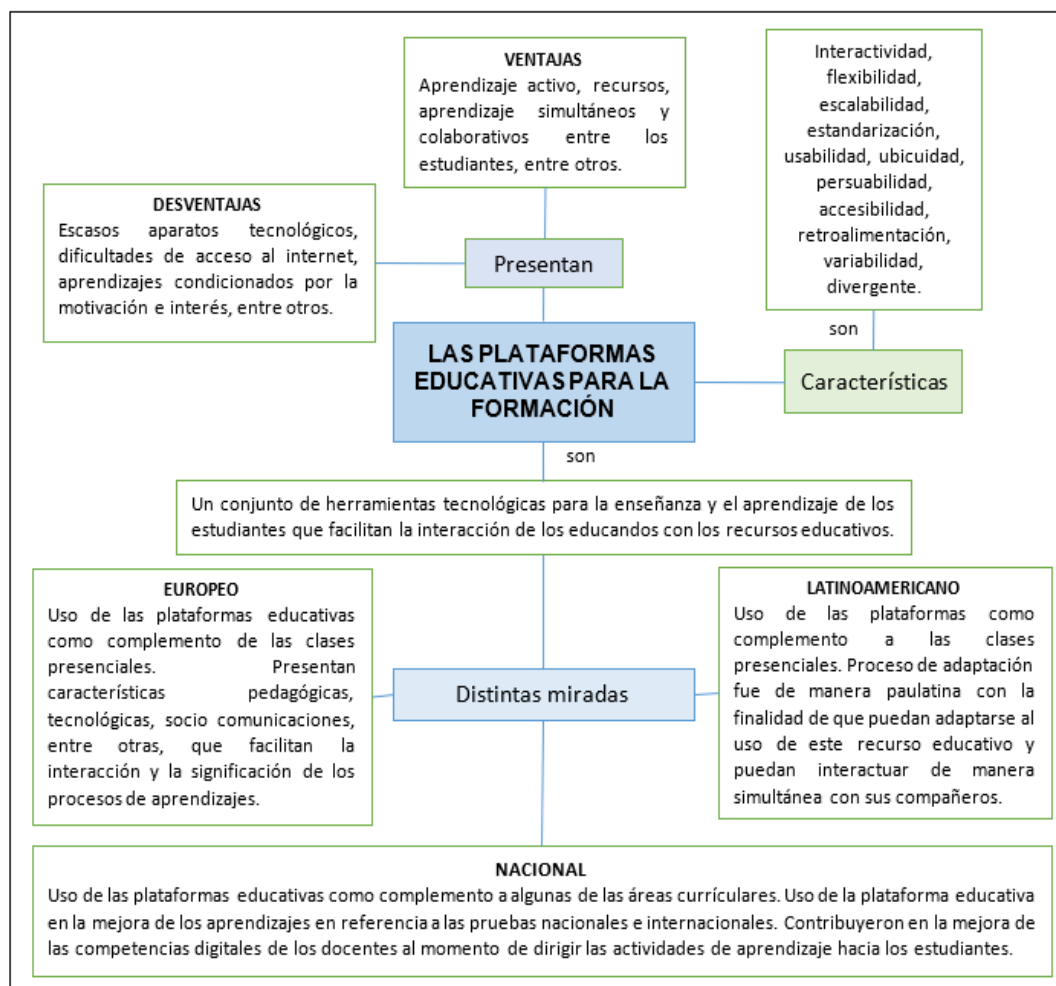 VENTAJAS
Aprendizaje activo, recursos,
aprendizaje simultáneos y
colaborativos entre los
estudiantes, entre otros.
Interactividad,
flexibilidad,
escalabilidad,
estandarización,
usabilidad, ubicuidad,
persuabilidad,
accesibilidad,
retroalimentación,
variabilidad,
divergente.
DESVENTAJAS
Escasos aparatos tecnológicos,
dificultades de acceso al internet,
aprendizajes condicionados por la
motivación e interés, entre otros.
Presentan
son
LAS PLATAFORMAS
EDUCATIVAS PARA LA
FORMACIÓN
Característicás
son
Un conjunto de herramientas tecnológicas para la enseñanza y el aprendizaje de los
estudiantes que facilitan la interacción de los educandos con los recursos educativos.
EUROPEO
Uso de las plataformas educativas
como complemento de las clases
presenciales. Presentan
características pedagógicas,
tecnológicas, socio comunicaciones,
entre otras, que facilitan la
interacción y la significación de los
procesos de aprendizajes.
Distintas miradas
LATINOAMERICANO
Uso de las plataformas como
complemento a las clases
presenciales. Proceso de adaptación
fue de manera paulatina con la
finalidad de que puedan adaptarse al
uso de este recurso educativo y
puedan interactuar de manera
simultánea con sus compañeros.
NACIONAL
Uso de las plataformas educativas como complemento a algunas de las áreas currículares. Uso de la plataforma educativa
en la mejora de los aprendizajes en referencia a las pruebas nacionales e internacionales. Contribuyeron en la mejora de
las competencias digitales de los docentes al momento de dirigir las actividades de aprendizaje hacia los estudiantes.